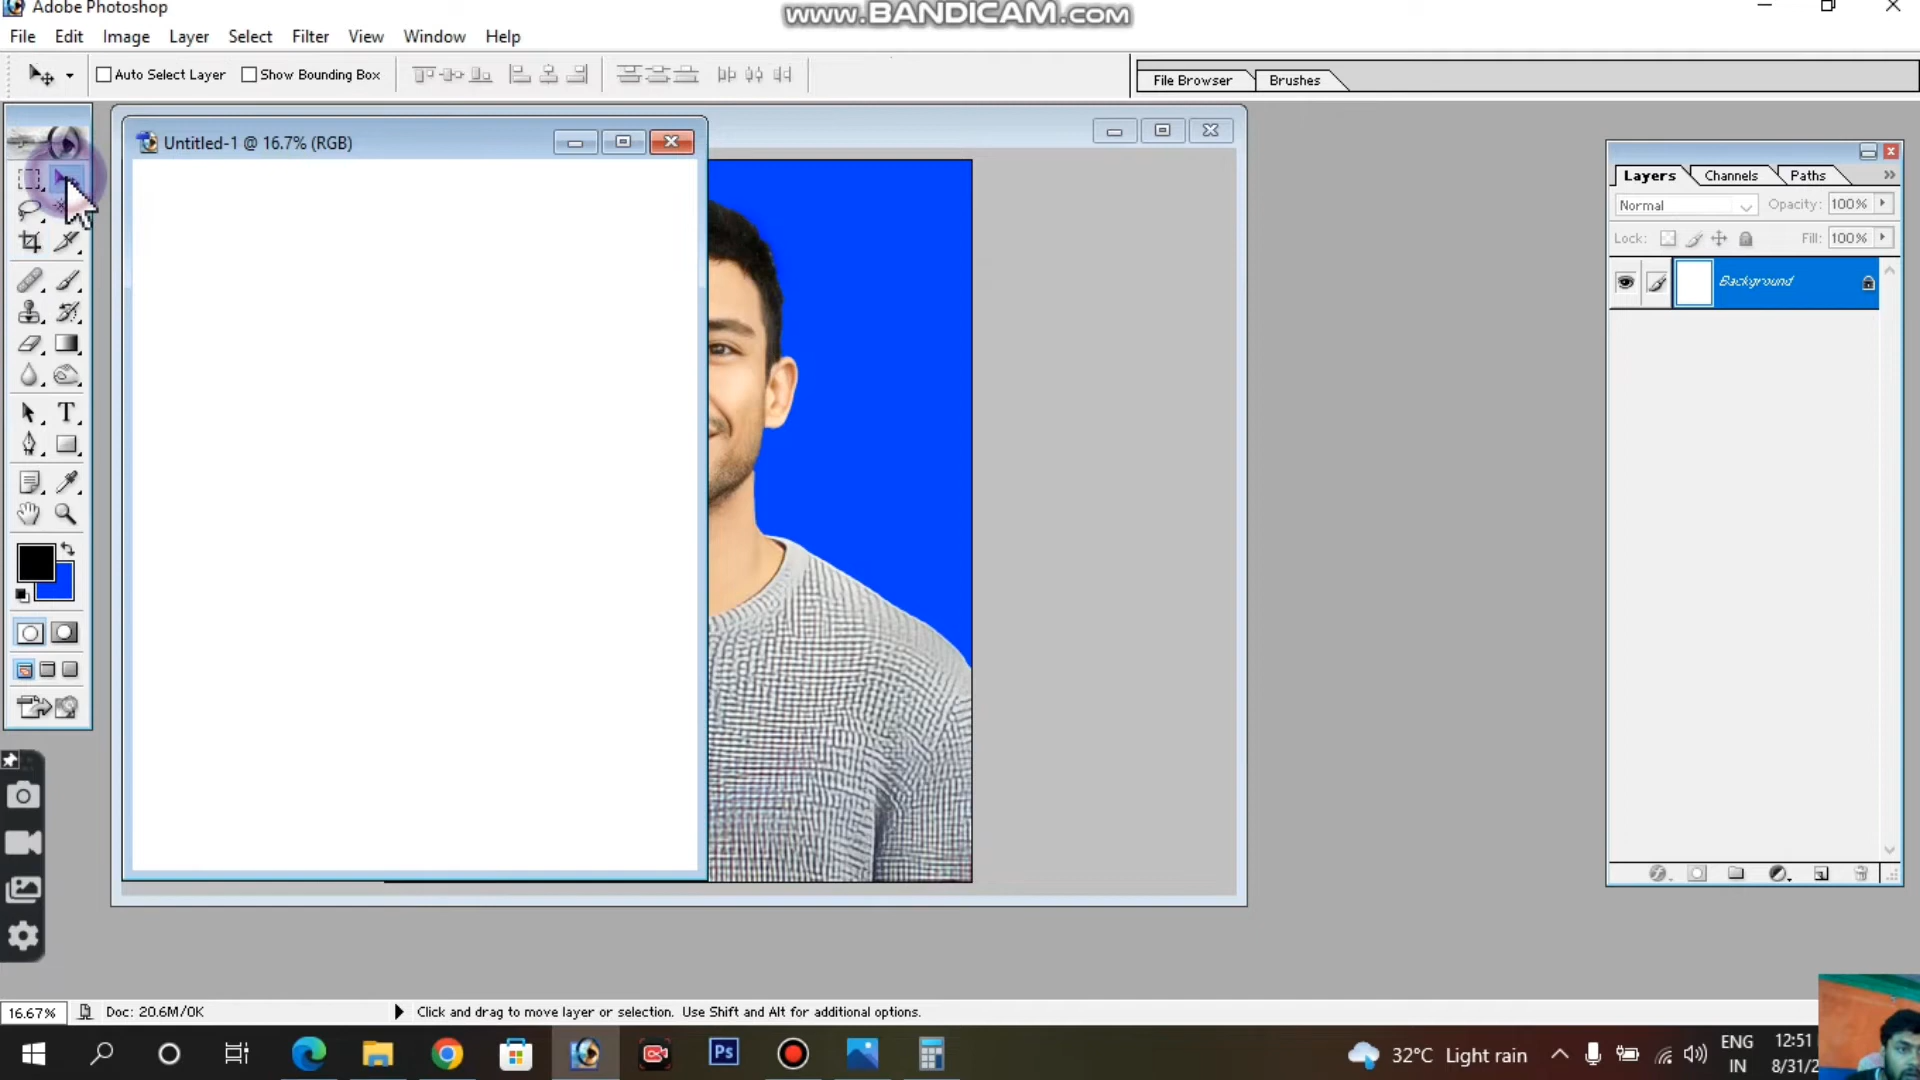 Adobe Photoshop
www.BANDICAM.com
File Edit Image Layer Select Filter View Window Help
Auto Select Layer Show Bounding Box
File Browser Brushes
Untitled-1 @ 16.7% (RGB)
Layers Channels Paths
Normal Opacity: 100%
Lock: Fill: 100%
Background
T
16.67% Doc: 20.6M/0K Click and drag to move layer or selection. Use Shift and Alt for additional options.
Ps
32°C Light rain
ENG
IN
12:51
8/31/2